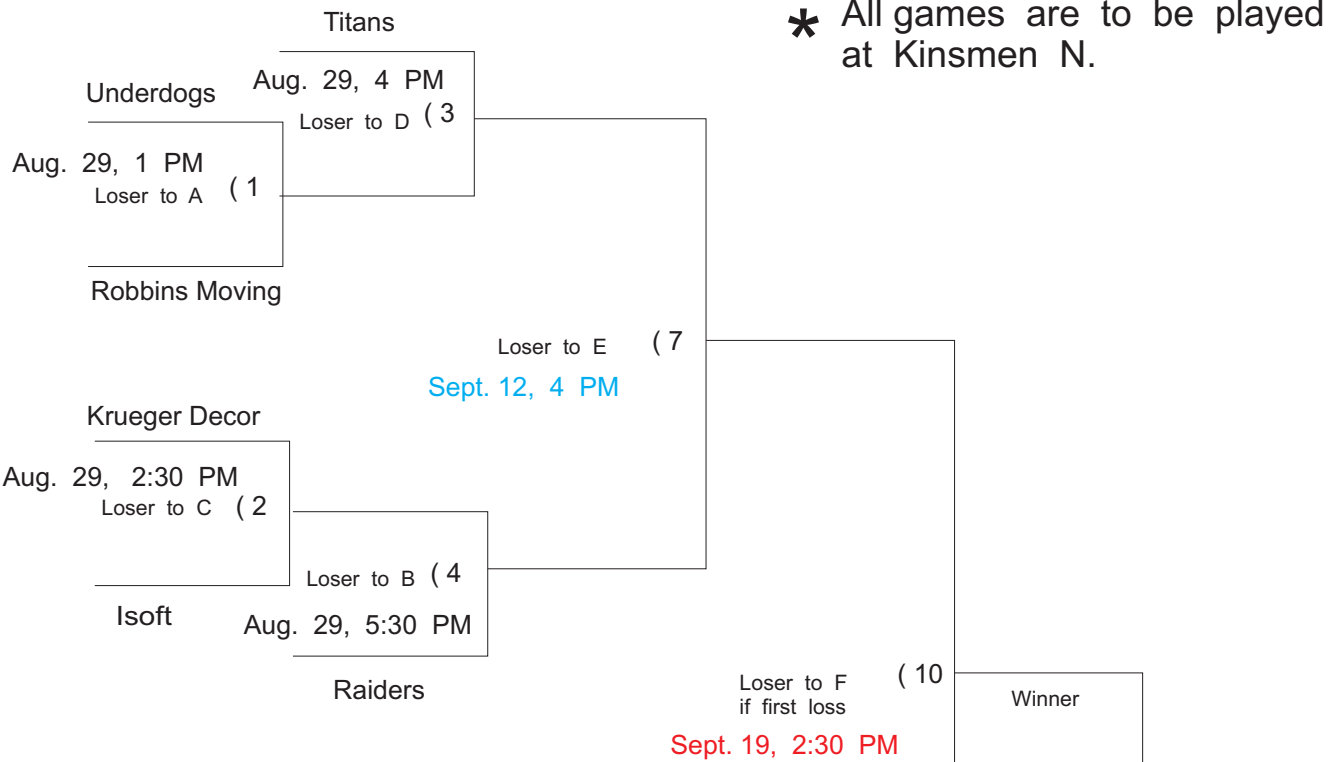 Titans
* All games are to be played
at Kinsmen N.
Underdogs
Aug. 29, 4 PM
Loser to D ( 3
Aug. 29, 1 PM
Loser to A ( 1
Robbins Moving
Loser to E ( 7
Sept. 12, 4 PM
Krueger Decor
Aug. 29, 2:30 PM
Loser to C ( 2
Loser to B ( 4
Isoft
Aug. 29, 5:30 PM
Raiders
Loser to F ( 10
if first loss
Winner
Sept. 19, 2:30 PM